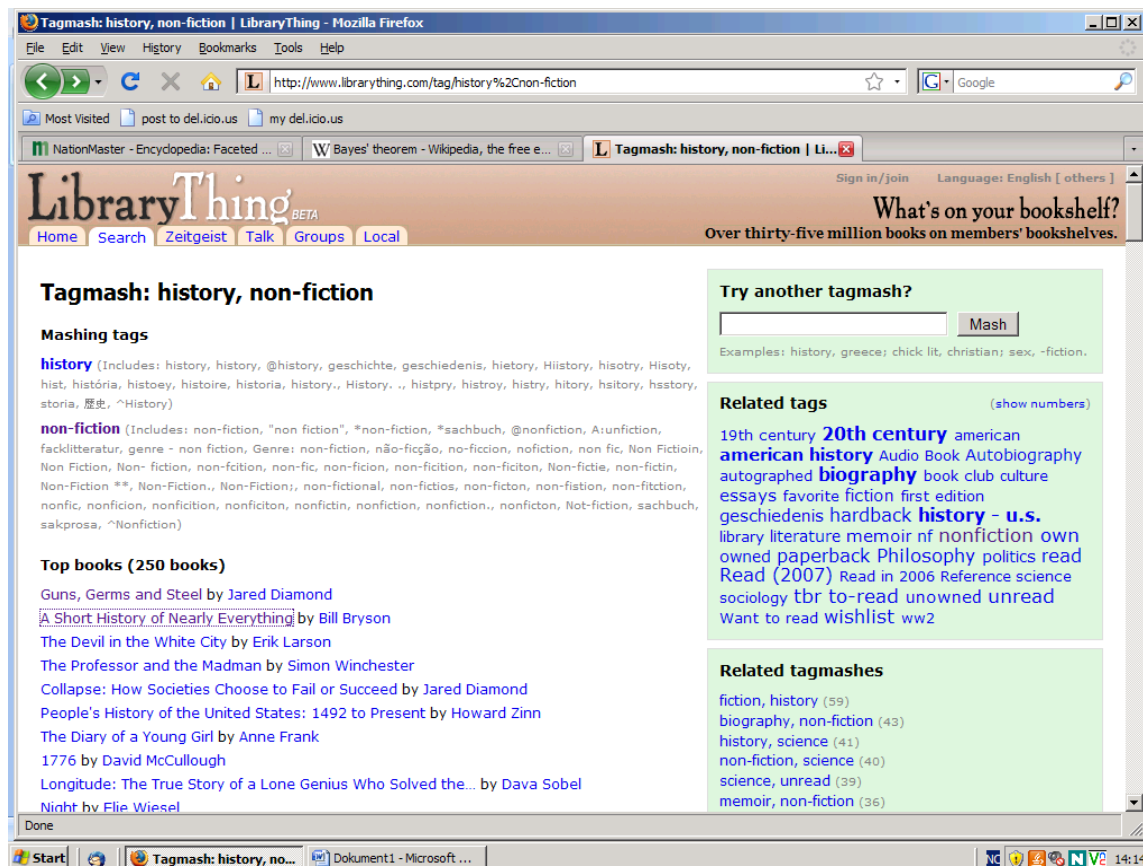 Tagmash: history, non-fiction | LibraryThing - Mozilla Firefox
File Edit View History Bookmarks Tools Help
http://www.librarything.com/tag/history%2Cnon-fiction
Google
Most Visited post to del.icio.us my del.icio.us
NationMaster - Encyclopedia: Faceted ... Bayes' theorem - Wikipedia, the free e... Tagmash: history, non-fiction | Li...
LibraryThing BETA
Sign in/join Language: English [ others ]
What's on your bookshelf?
Over thirty-five million books on members' bookshelves.
Home Search Zeitgeist Talk Groups Local
Tagmash: history, non-fiction
Mashing tags
history (Includes: history, history, @history, geschichte, geschiedenis, hietory, Hiistory, hisotry, Hisoty,
hist, história, histoey, histoire, historia, history., History. ., histpry, histroy, histry, hitory, hsitory, hsstory,
storia, 歷史, ^History)
non-fiction (Includes: non-fiction, "non fiction", *non-fiction, *sachbuch, @nonfiction, A:unfiction,
facklitteratur, genre - non fiction, Genre: non-fiction, não-ficção, no-ficcion, nofiction, non fic, Non Fictioin,
Non Fiction, Non- fiction, non-fcition, non-fic, non-ficion, non-ficition, non-ficiton, Non-fictie, non-fictin,
Non-Fiction **, Non-Fiction., Non-Fiction;, non-fictional, non-fictios, non-ficton, non-fistion, non-fitction,
nonfic, nonficion, nonficition, nonficiton, nonfictin, nonfiction, nonfiction., nonficton, Not-fiction, sachbuch,
sakprosa, ^Nonfiction)
Top books (250 books)
Guns, Germs and Steel by Jared Diamond
A Short History of Nearly Everything by Bill Bryson
The Devil in the White City by Erik Larson
The Professor and the Madman by Simon Winchester
Collapse: How Societies Choose to Fail or Succeed by Jared Diamond
People's History of the United States: 1492 to Present by Howard Zinn
The Diary of a Young Girl by Anne Frank
1776 by David McCullough
Longitude: The True Story of a Lone Genius Who Solved the... by Dava Sobel
Night by Elie Wiesel
Try another tagmash?
Mash
Examples: history, greece; chick lit, christian; sex, -fiction.
Related tags (show numbers)
19th century 20th century american
american history Audio Book Autobiography
autographed biography book club culture
essays favorite fiction first edition
geschiedenis hardback history - u.s.
library literature memoir nf nonfiction own
owned paperback Philosophy politics read
Read (2007) Read in 2006 Reference science
sociology tbr to-read unowned unread
Want to read wishlist ww2
Related tagmashes
fiction, history (59)
biography, non-fiction (43)
history, science (41)
non-fiction, science (40)
science, unread (39)
memoir, non-fiction (36)
Done
Start Tagmash: history, no... Dokument1 - Microsoft ... 14:14